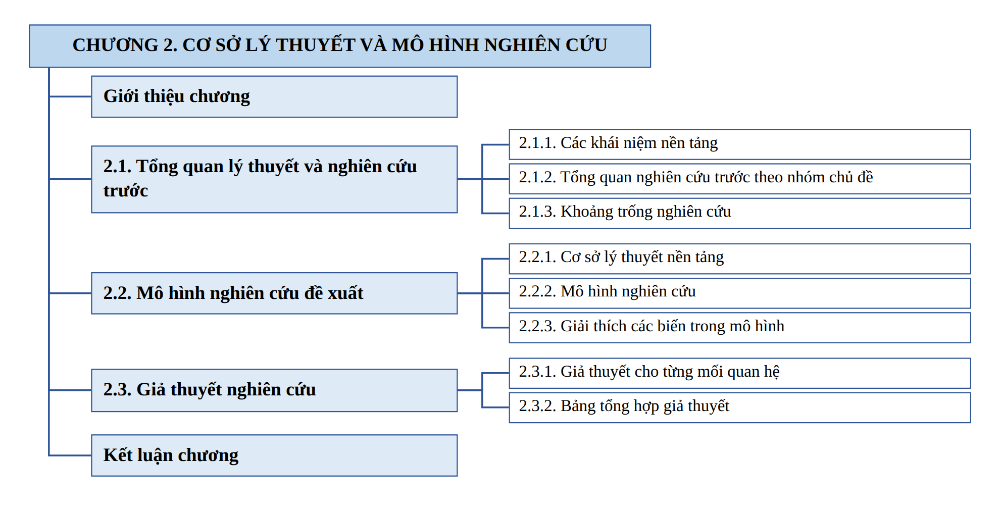 CHƯƠNG 2. CƠ SỞ LÝ THUYẾT VÀ MÔ HÌNH NGHIÊN CỨU
Giới thiệu chương
2.1. Tổng quan lý thuyết và nghiên cứu
trước
2.1.1. Các khái niệm nền tảng
2.1.2. Tổng quan nghiên cứu trước theo nhóm chủ đề
2.1.3. Khoảng trống nghiên cứu
2.2. Mô hình nghiên cứu đề xuất
2.2.1. Cơ sở lý thuyết nền tảng
2.2.2. Mô hình nghiên cứu
2.2.3. Giải thích các biến trong mô hình
2.3. Giả thuyết nghiên cứu
2.3.1. Giả thuyết cho từng mối quan hệ
2.3.2. Bảng tổng hợp giả thuyết
Kết luận chương